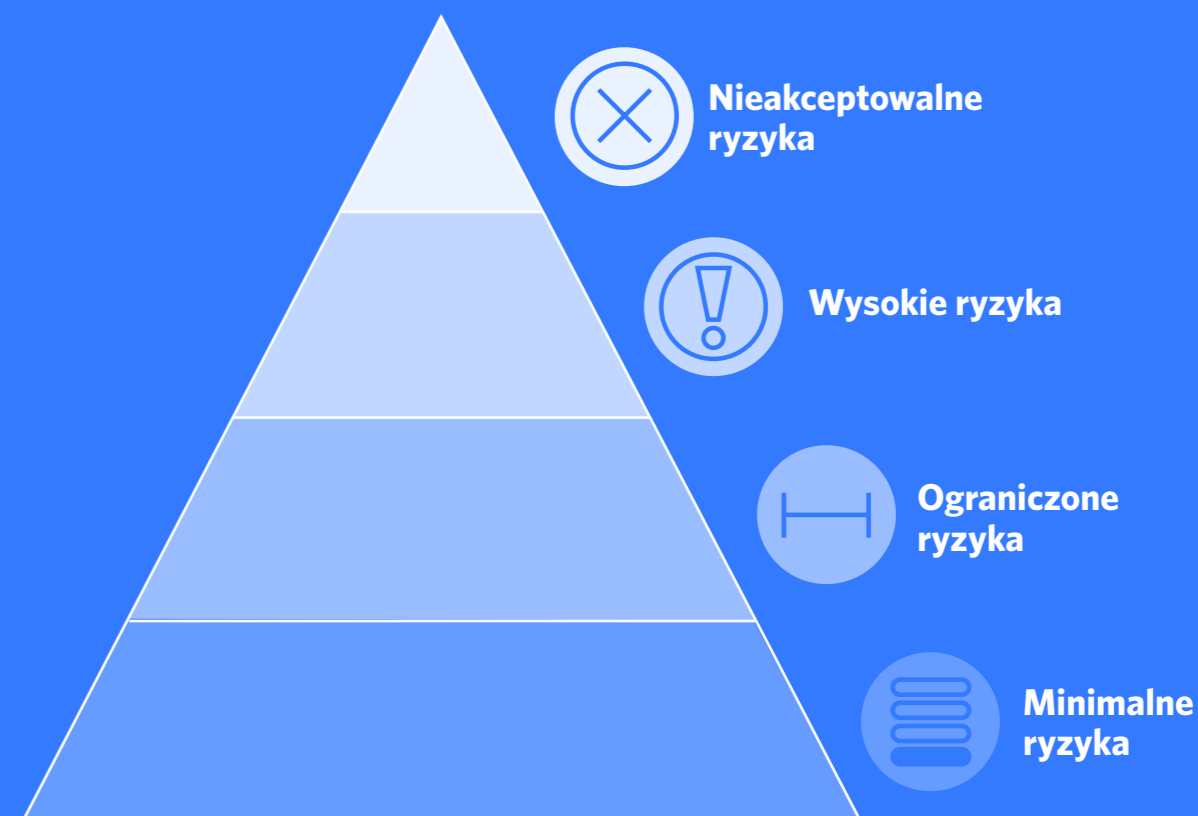 Nieakceptowalne
ryzyka
Wysokie ryzyka
Ograniczone
ryzyka
Minimalne
ryzyka